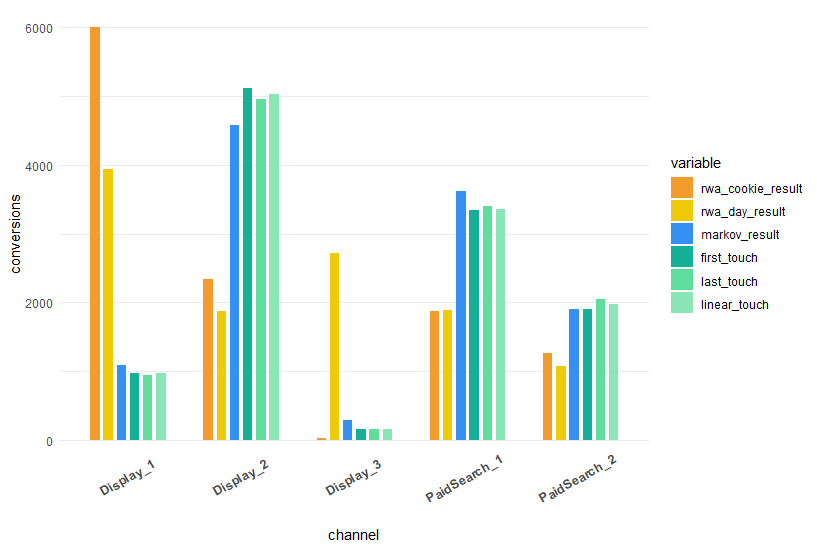 6000
4000
2000
0
conversions
Display_1
Display_2
Display_3
PaidSearch_1
PaidSearch_2
channel
variable
rwa_cookie_result
rwa_day_result
markov_result
first_touch
last_touch
linear_touch